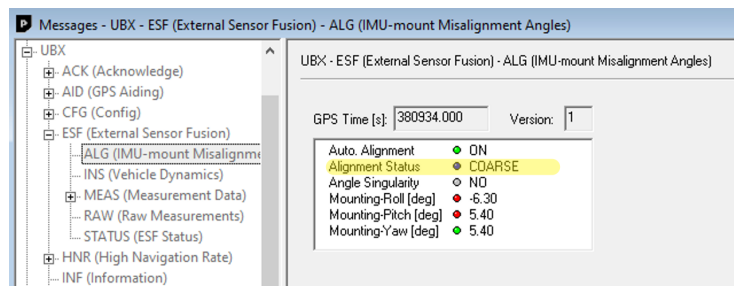 Messages - UBX - ESF (External Sensor Fusion) - ALG (IMU-mount Misalignment Angles)
UBX
ACK (Acknowledge)
AID (GPS Aiding)
CFG (Config)
ESF (External Sensor Fusion)
ALG (IMU-mount Misalignme
INS (Vehicle Dynamics)
MEAS (Measurement Data)
RAW (Raw Measurements)
STATUS (ESF Status)
HNR (High Navigation Rate)
INF (Information)
UBX - ESF (External Sensor Fusion) - ALG (IMU-mount Misalignment Angles)
GPS Time [s]: 380934.000 Version: 1
Auto. Alignment ON
Alignment Status COARSE
Angle Singularity NO
Mounting-Roll [deg] -6.30
Mounting-Pitch [deg] 5.40
Mounting-Yaw [deg] 5.40